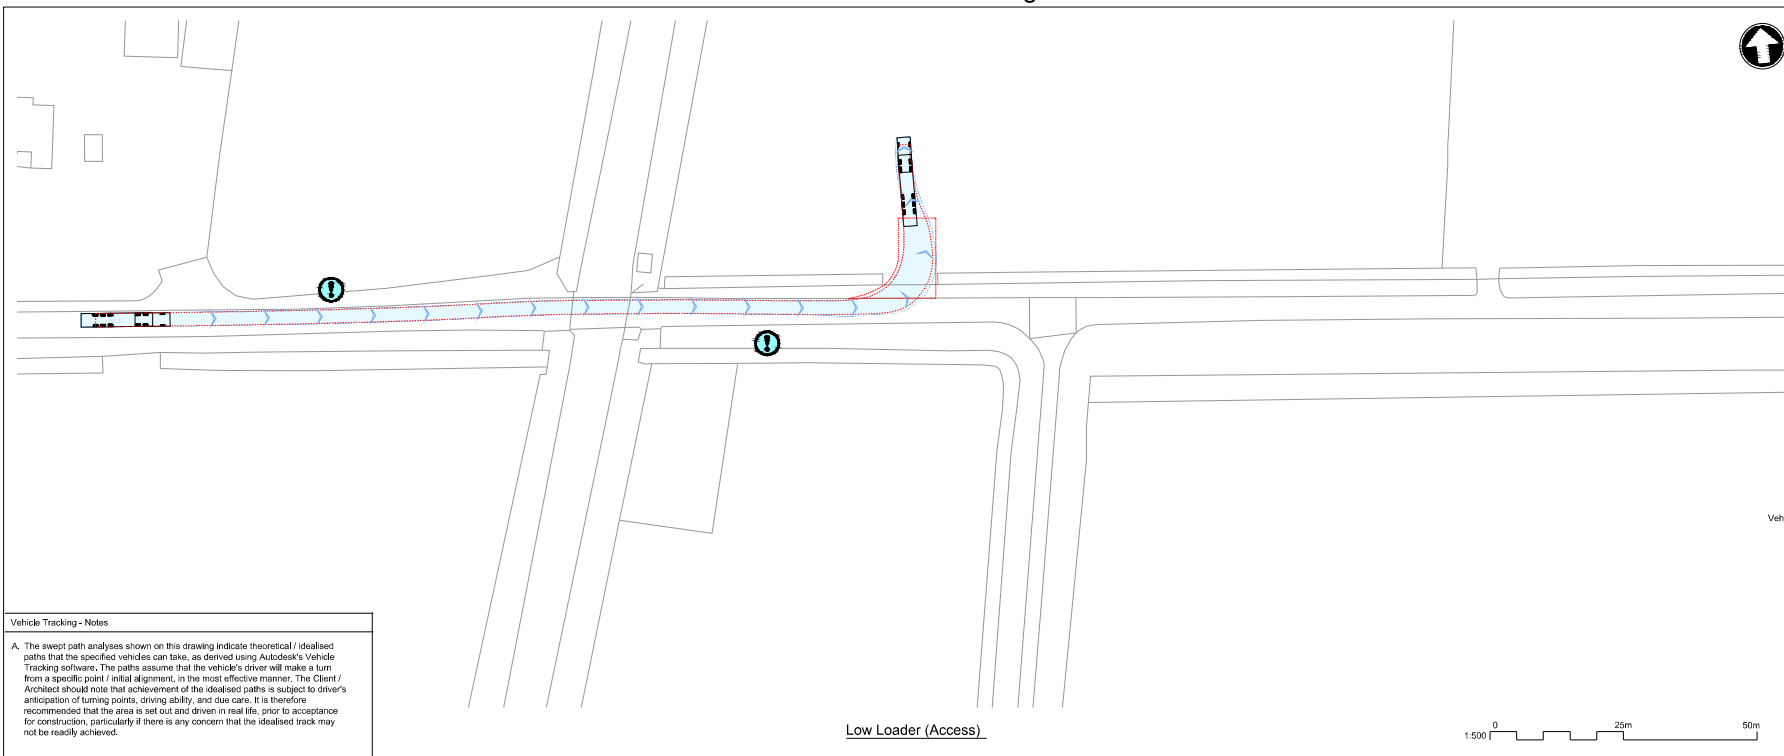 Vehicle Tracking - Notes
A. The swept path analyses shown on this drawing indicate theoretical / idealised
paths that the specified vehicles can take, as derived using Autodesk's Vehicle
Tracking software. The paths assume that the vehicle's driver will make a turn
from a specific point / initial alignment, in the most effective manner. The Client /
Architect should note that achievement of the idealised paths is subject to driver's
anticipation of turning points, driving ability, and due care. It is therefore
recommended that the area is set out and driven in real life, prior to acceptance
for construction, particularly if there is any concern that the idealised track may
not be readily achieved.
Low Loader (Access)
1:500
0 25m 50m
Veh